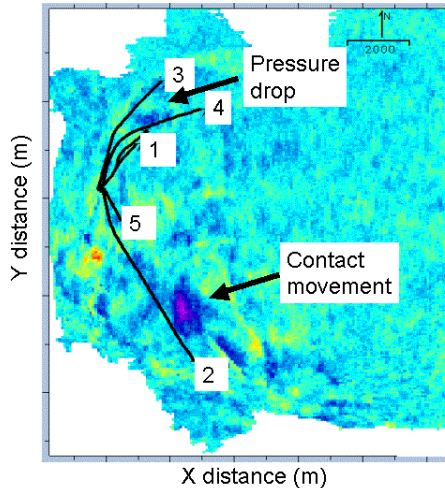 N
2000
3
Pressure
drop
4
1
5
Contact
movement
2
Y distance (m)
X distance (m)